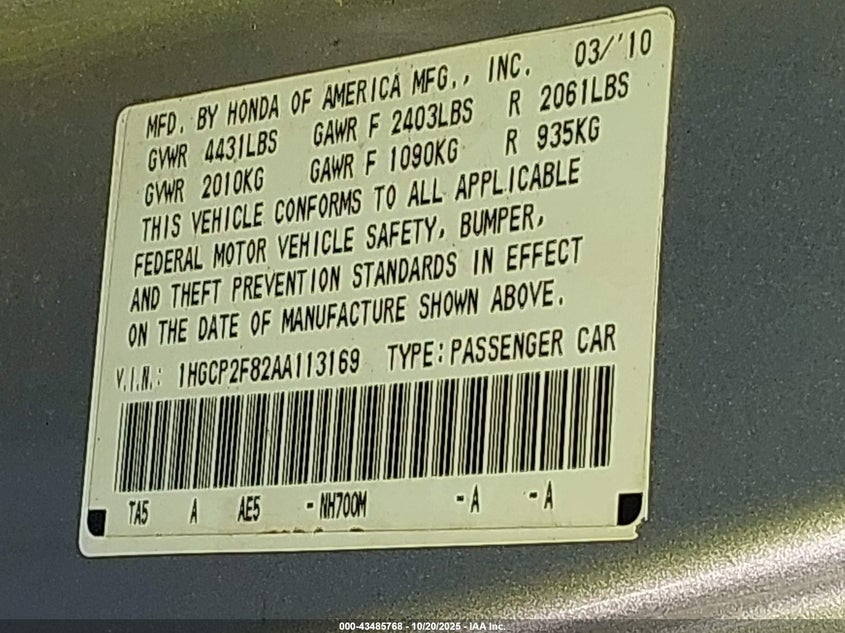 MFD. BY HONDA OF AMERICA MFG., INC. 03/'10
GVWR 4431LBS GAWR F 2403LBS R 2061LBS
GVWR 2010KG GAWR F 1090KG R 935KG
THIS VEHICLE CONFORMS TO ALL APPLICABLE
FEDERAL MOTOR VEHICLE SAFETY, BUMPER,
AND THEFT PREVENTION STANDARDS IN EFFECT
ON THE DATE OF MANUFACTURE SHOWN ABOVE.
V.I.N.: 1HGCP2F82AA113169 TYPE: PASSENGER CAR
TA5 A AE5 - NH700M - A - A
000-43485768 - 10/20/2025 - IAA Inc.